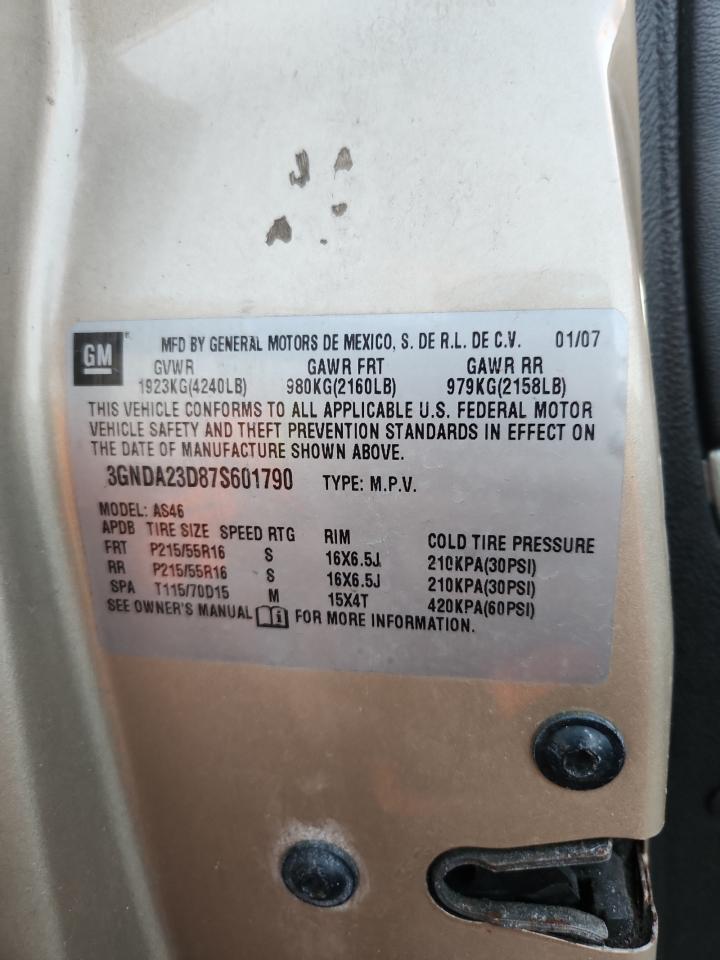 GM ® MFD BY GENERAL MOTORS DE MEXICO, S. DE R.L. DE C.V. 01/07
GVWR GAWR FRT GAWR RR
1923KG(4240LB) 980KG(2160LB) 979KG(2158LB)
THIS VEHICLE CONFORMS TO ALL APPLICABLE U.S. FEDERAL MOTOR
VEHICLE SAFETY AND THEFT PREVENTION STANDARDS IN EFFECT ON
THE DATE OF MANUFACTURE SHOWN ABOVE.
3GNDA23D87S601790 TYPE: M.P.V.
MODEL: AS46
APDB TIRE SIZE SPEED RTG RIM COLD TIRE PRESSURE
FRT P215/55R16 S 16X6.5J 210KPA(30PSI)
RR P215/55R16 S 16X6.5J 210KPA(30PSI)
SPA T115/70D15 M 15X4T 420KPA(60PSI)
SEE OWNER'S MANUAL i FOR MORE INFORMATION.